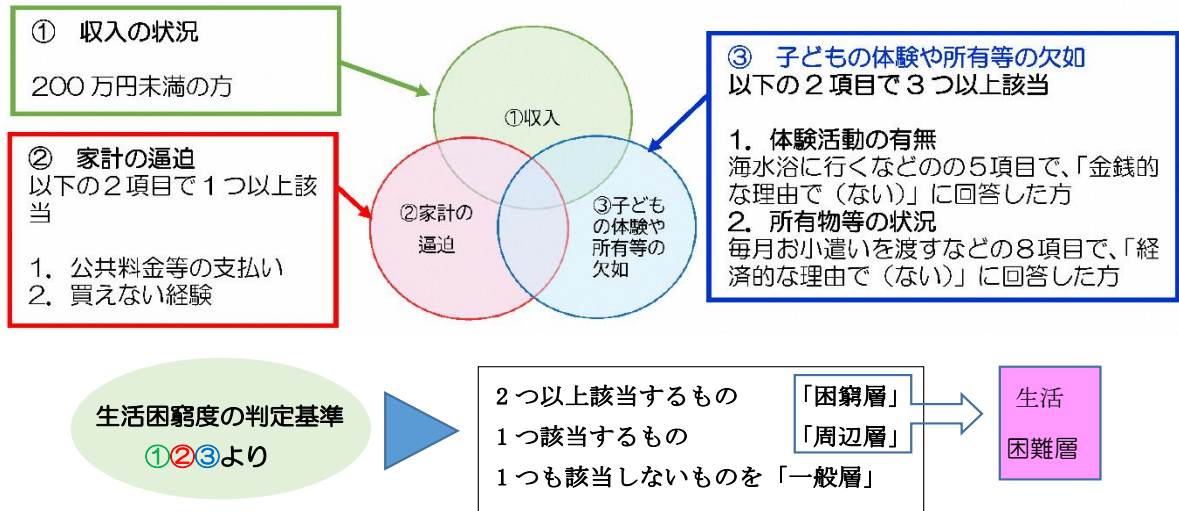 ① 収入の状況
200万円未満の方
② 家計の逼迫
以下の2項目で1つ以上該
当
1. 公共料金等の支払い
2. 買えない経験
①収入
②家計の
逼迫
③子ども
の体験や
所有等の
欠如
③ 子どもの体験や所有等の欠如
以下の2項目で3つ以上該当
1. 体験活動の有無
海水浴に行くなどのの5項目で、「金銭的
な理由で(ない)」に回答した方
2. 所有物等の状況
毎月お小遣いを渡すなどの8項目で、「経
済的な理由で(ない)」に回答した方
生活困窮度の判定基準
①②③より
2つ以上該当するもの 「困窮層」
1つ該当するもの 「周辺層」
1つも該当しないものを「一般層」
生活
困難層